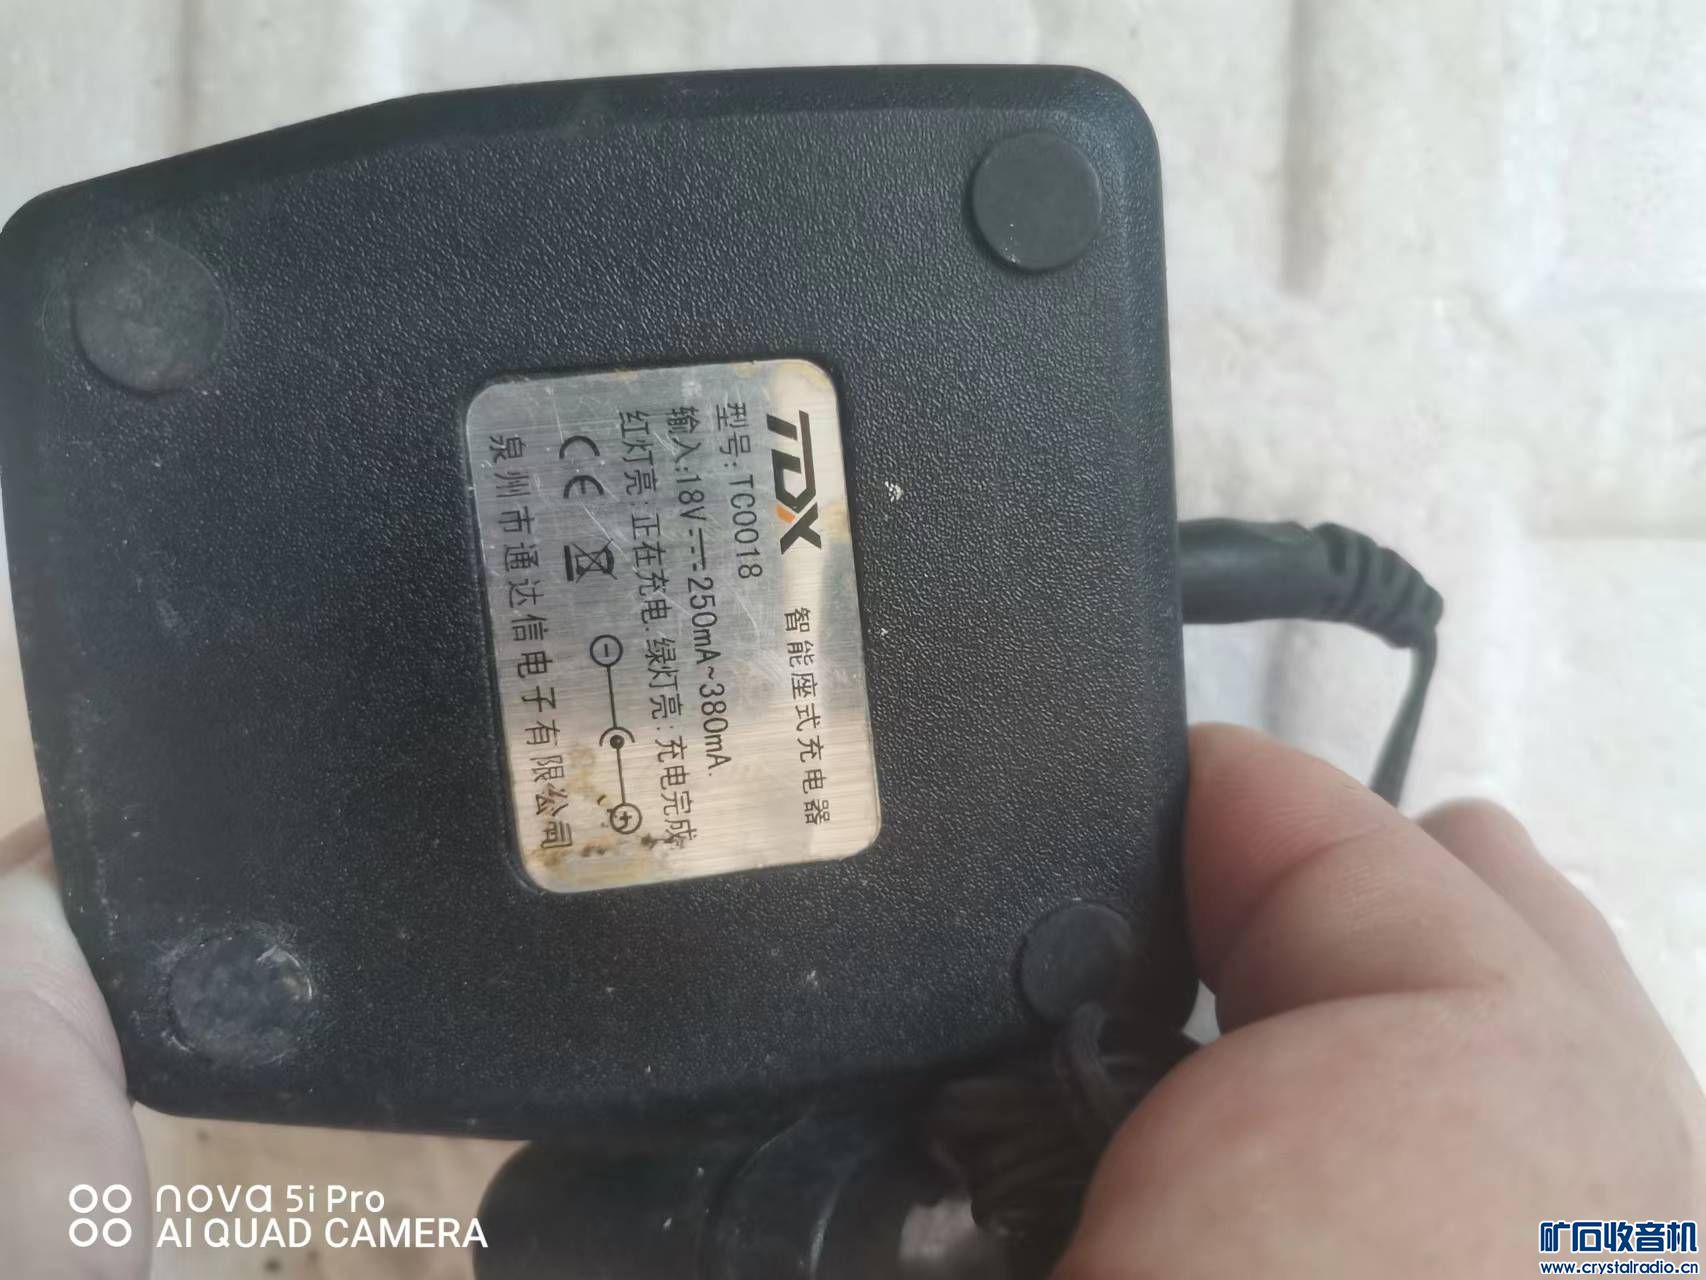 TDX 智能座式充电器
型号: TC0018
输入:18V⎓250mA~380mA.
红灯亮:正在充电.绿灯亮:充电完成
CE
泉州市通达信电子有限公司
nova 5i Pro
AI QUAD CAMERA
矿石收音机
www.crystalradio.cn